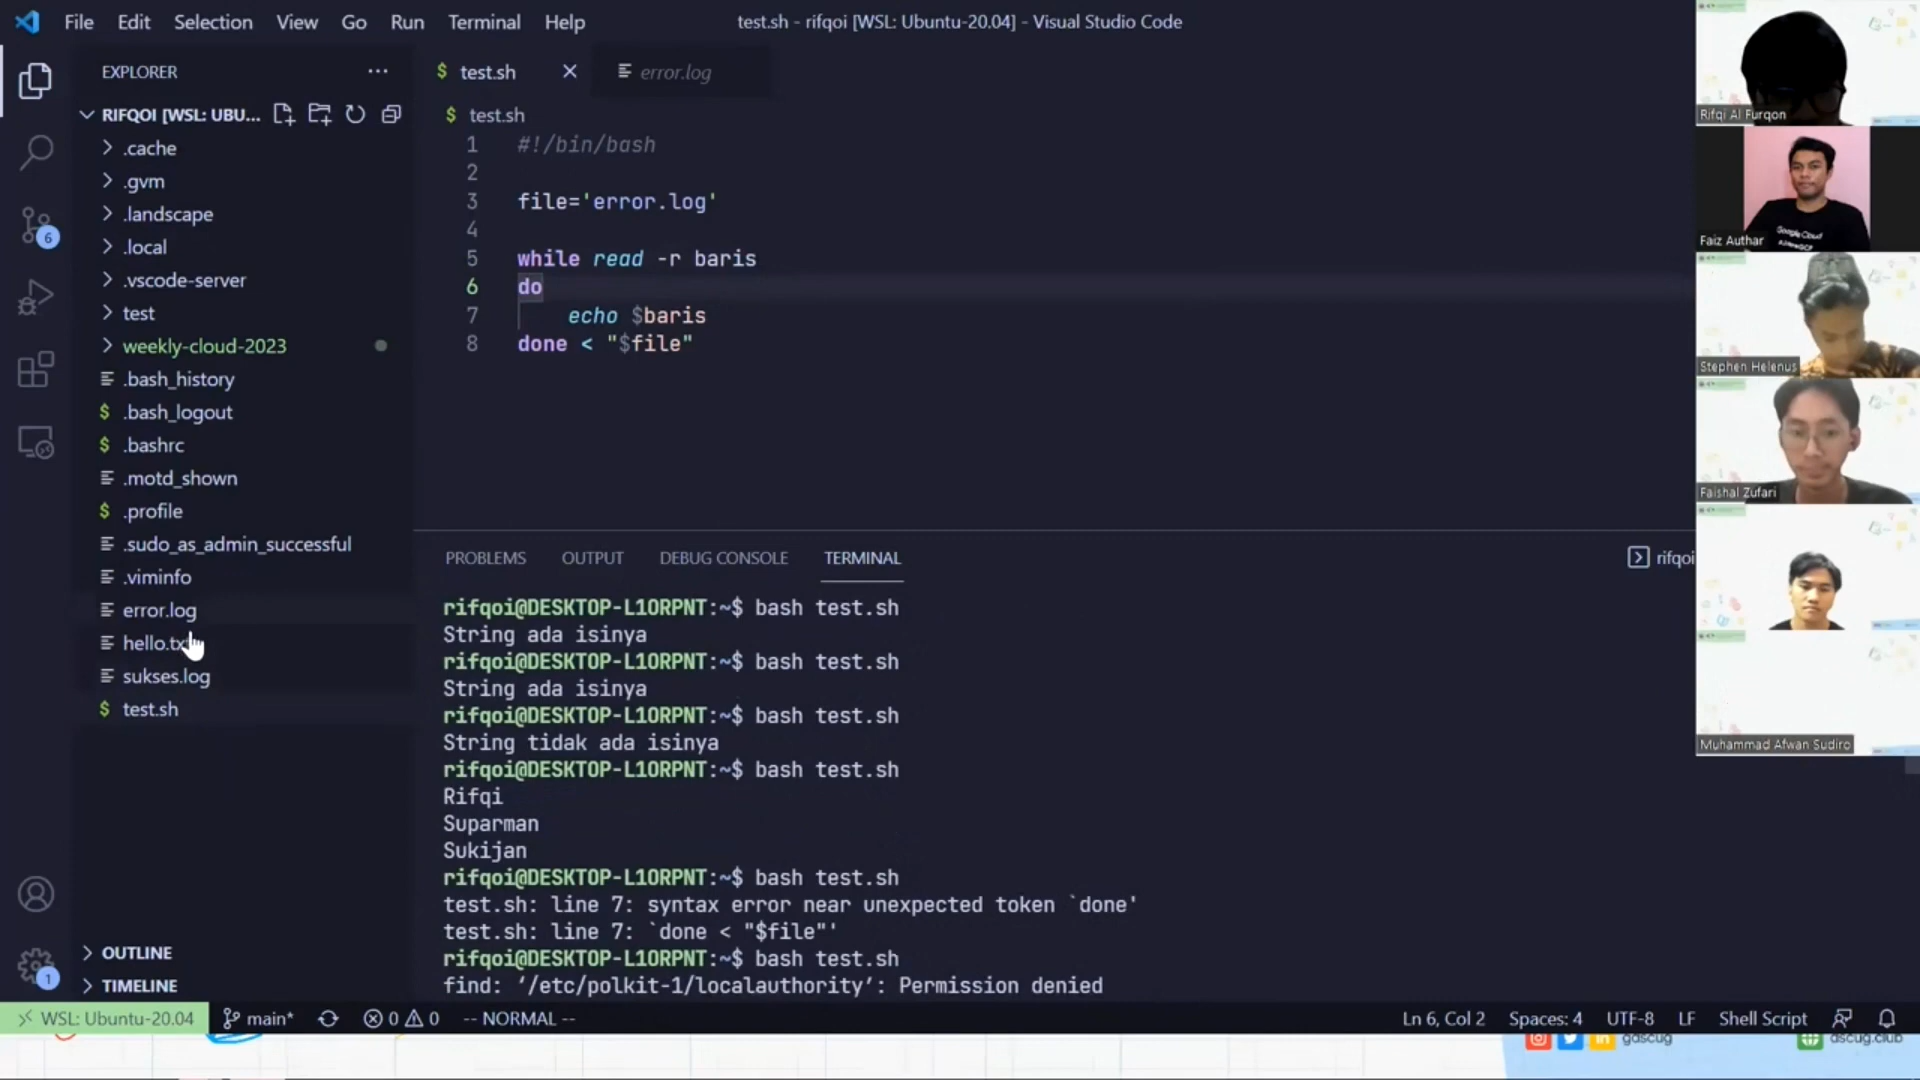 File Edit Selection View Go Run Terminal Help
test.sh - rifqoi [WSL: Ubuntu-20.04] - Visual Studio Code
EXPLORER
RIFQOI [WSL: UBU...
.cache
.gvm
.landscape
.local
.vscode-server
test
weekly-cloud-2023
.bash_history
.bash_logout
.bashrc
.motd_shown
.profile
.sudo_as_admin_successful
.viminfo
error.log
hello.tx
sukses.log
$ test.sh
OUTLINE
TIMELINE
6
1
$ test.sh
error.log
$ test.sh
1 #!/bin/bash
2
3 file='error.log'
4
5 while read -r baris
6 do
7 echo $baris
8 done < "$file"
PROBLEMS OUTPUT DEBUG CONSOLE TERMINAL
rifqoi
rifqoi@DESKTOP-L1ORPNT:~$ bash test.sh
String ada isinya
rifqoi@DESKTOP-L1ORPNT:~$ bash test.sh
String ada isinya
rifqoi@DESKTOP-L1ORPNT:~$ bash test.sh
String tidak ada isinya
rifqoi@DESKTOP-L1ORPNT:~$ bash test.sh
Rifqi
Suparman
Sukijan
rifqoi@DESKTOP-L1ORPNT:~$ bash test.sh
test.sh: line 7: syntax error near unexpected token `done'
test.sh: line 7: `done < "$file"'
rifqoi@DESKTOP-L1ORPNT:~$ bash test.sh
find: ‘/etc/polkit-1/localauthority’: Permission denied
WSL: Ubuntu-20.04 main* 0 0 -- NORMAL -- Ln 6, Col 2 Spaces: 4 UTF-8 LF Shell Script
Rifqi Al Furqon
Faiz Authar
Google Cloud
Stephen Helenus
Faishal Zufari
Muhammad Afwan Sudiro
gdscug